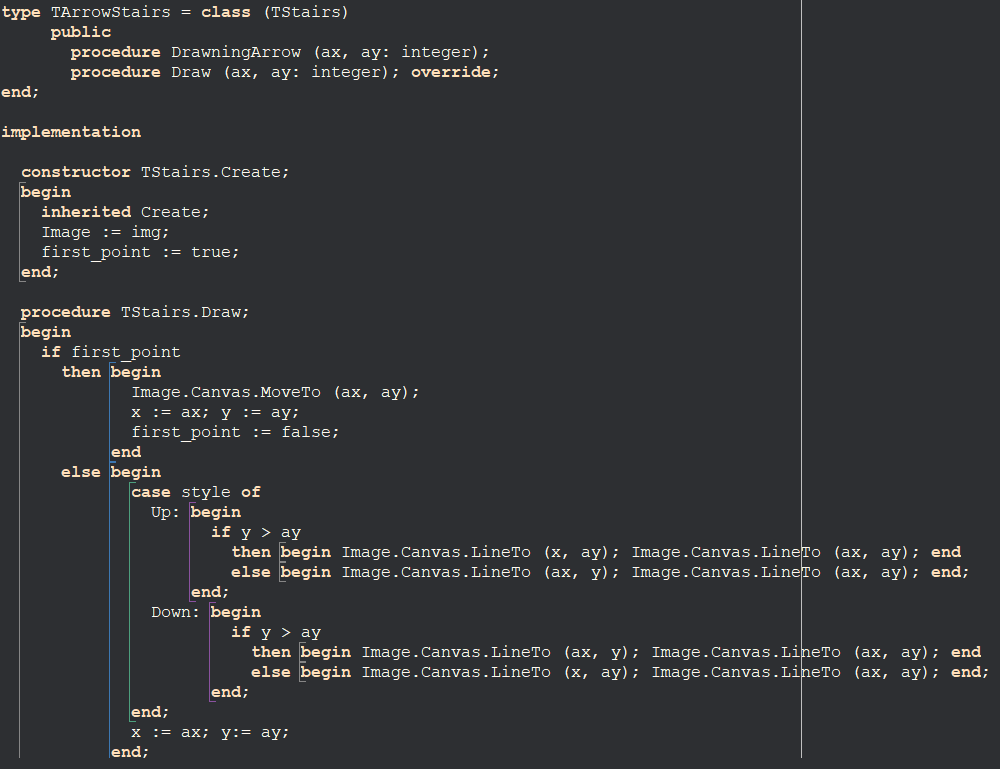 type TArrowStairs = class (TStairs)
public
procedure DrawningArrow (ax, ay: integer);
procedure Draw (ax, ay: integer); override;
end;
implementation
constructor TStairs.Create;
begin
inherited Create;
Image := img;
first_point := true;
end;
procedure TStairs.Draw;
begin
if first_point
then begin
Image.Canvas.MoveTo (ax, ay);
x := ax; y := ay;
first_point := false;
end
else begin
case style of
Up: begin
if y > ay
then begin Image.Canvas.LineTo (x, ay); Image.Canvas.LineTo (ax, ay); end
else begin Image.Canvas.LineTo (ax, y); Image.Canvas.LineTo (ax, ay); end;
end;
Down: begin
if y > ay
then begin Image.Canvas.LineTo (ax, y); Image.Canvas.LineTo (ax, ay); end
else begin Image.Canvas.LineTo (x, ay); Image.Canvas.LineTo (ax, ay); end;
end;
end;
x := ax; y:= ay;
end;